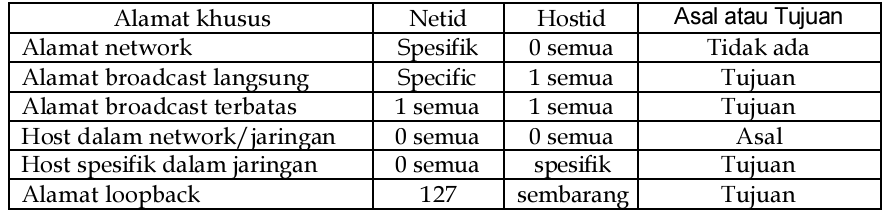 Alamat khusus Netid Hostid Asal atau Tujuan
Alamat network Spesifik 0 semua Tidak ada
Alamat broadcast langsung Specific 1 semua Tujuan
Alamat broadcast terbatas 1 semua 1 semua Tujuan
Host dalam network/jaringan 0 semua 0 semua Asal
Host spesifik dalam jaringan 0 semua spesifik Tujuan
Alamat loopback 127 sembarang Tujuan